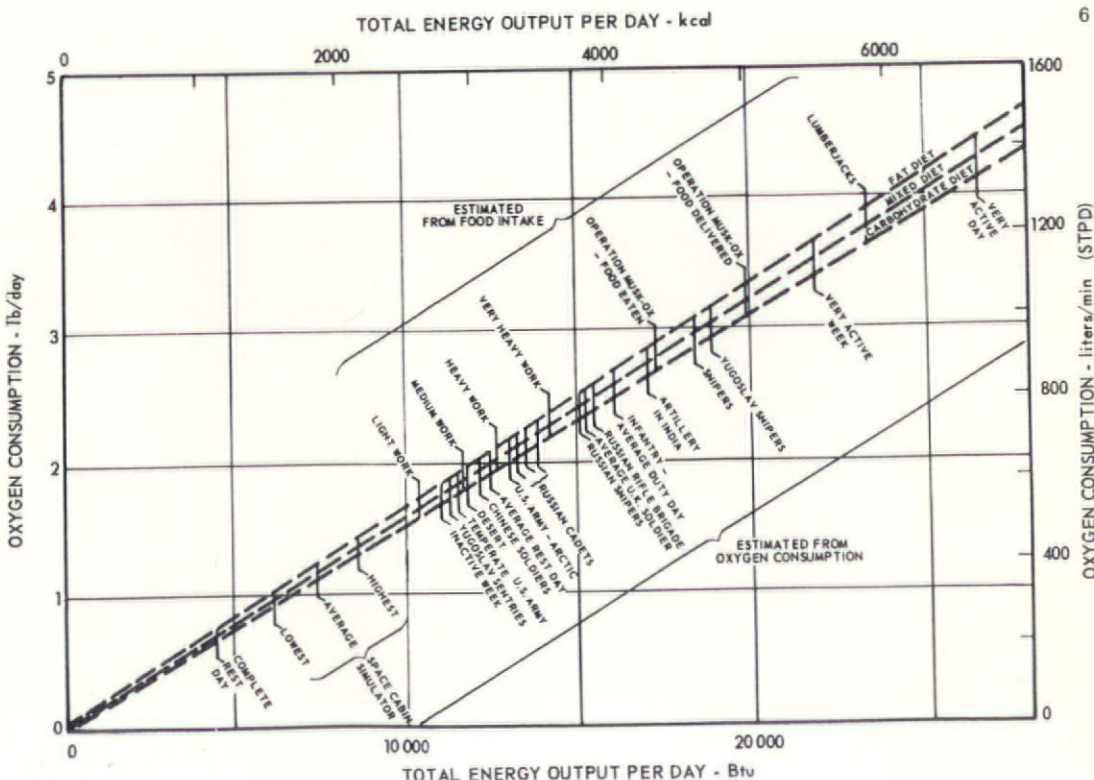 6
TOTAL ENERGY OUTPUT PER DAY - kcal
0
2000
4000
6000
5
4
3
2
1
0
OXYGEN CONSUMPTION - lb/day
1600
1200
800
400
0
OXYGEN CONSUMPTION - liters/min (STPD)
ESTIMATED
FROM FOOD INTAKE
LIGHT WORK
MEDIUM WORK
HEAVY WORK
VERY HEAVY WORK
OPERATION MUSK-OX
- FOOD EATEN
OPERATION MUSK-OX
- FOOD DELIVERED
LUMBERJACKS
FAT DIET
MIXED DIET
CARBOHYDRATE DIET
VERY
ACTIVE
DAY
VERY ACTIVE
WEEK
YUGOSLAV SNIPERS
SNIPERS
ARTILLERY
IN INDIA
INFANTRY -
AVERAGE DUTY DAY
RUSSIAN RIFLE BRIGADE
AVERAGE U.K. SOLDIER
RUSSIAN SNIPERS
RUSSIAN CADETS
U.S. ARMY - ARCTIC
AVERAGE REST DAY
CHINESE SOLDIERS
DESERT
TEMPERATE U.S. ARMY
YUGOSLAV SENTRIES
INACTIVE WEEK
HIGHEST
AVERAGE
LOWEST
SPACE CABIN
SIMULATOR
COMPLETE
REST
DAY
ESTIMATED FROM
OXYGEN CONSUMPTION
0
10 000
20 000
TOTAL ENERGY OUTPUT PER DAY - Btu